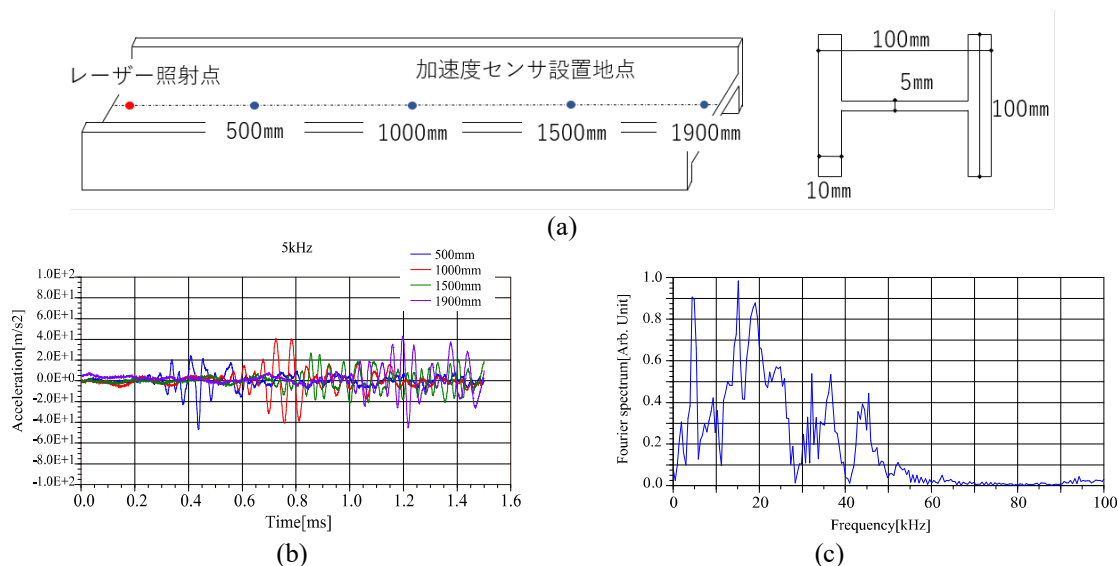 レーザー照射点
加速度センサ設置地点
500mm
1000mm
1500mm
1900mm
100mm
5mm
100mm
10mm
(a)
5kHz
500mm
1000mm
1500mm
1900mm
1.0E+2
8.0E+1
6.0E+1
4.0E+1
2.0E+1
0.0E+0
-2.0E+1
-4.0E+1
-6.0E+1
-8.0E+1
-1.0E+2
Acceleration[m/s2]
0.0 0.2 0.4 0.6 0.8 1.0 1.2 1.4 1.6
Time[ms]
(b)
1.0
0.8
0.6
0.4
0.2
0.0
Fourier spectrum[Arb. Unit]
0 20 40 60 80 100
Frequency[kHz]
(c)